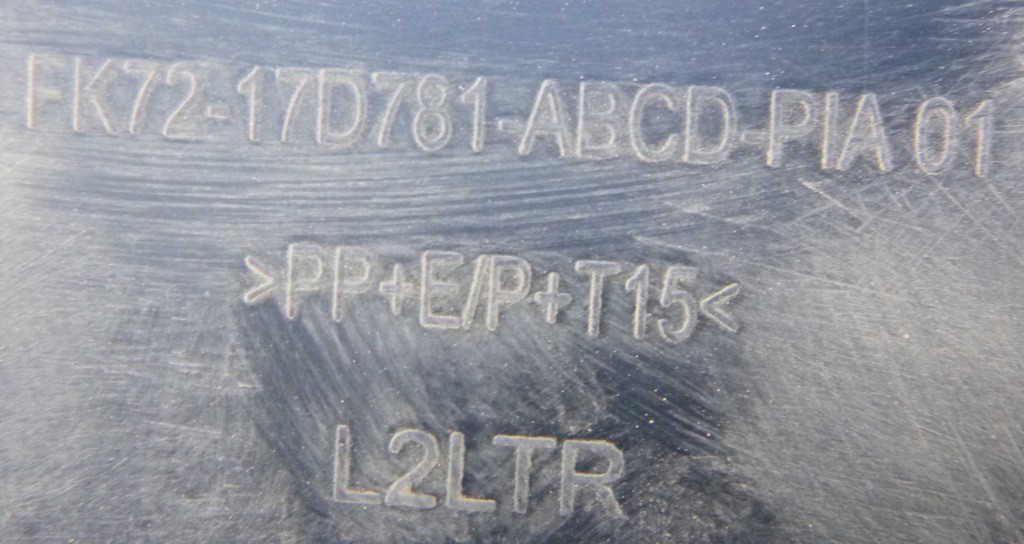 FK72-17D781-ABCD-PIA 01
>PP+E/P+T15<
L2LTR